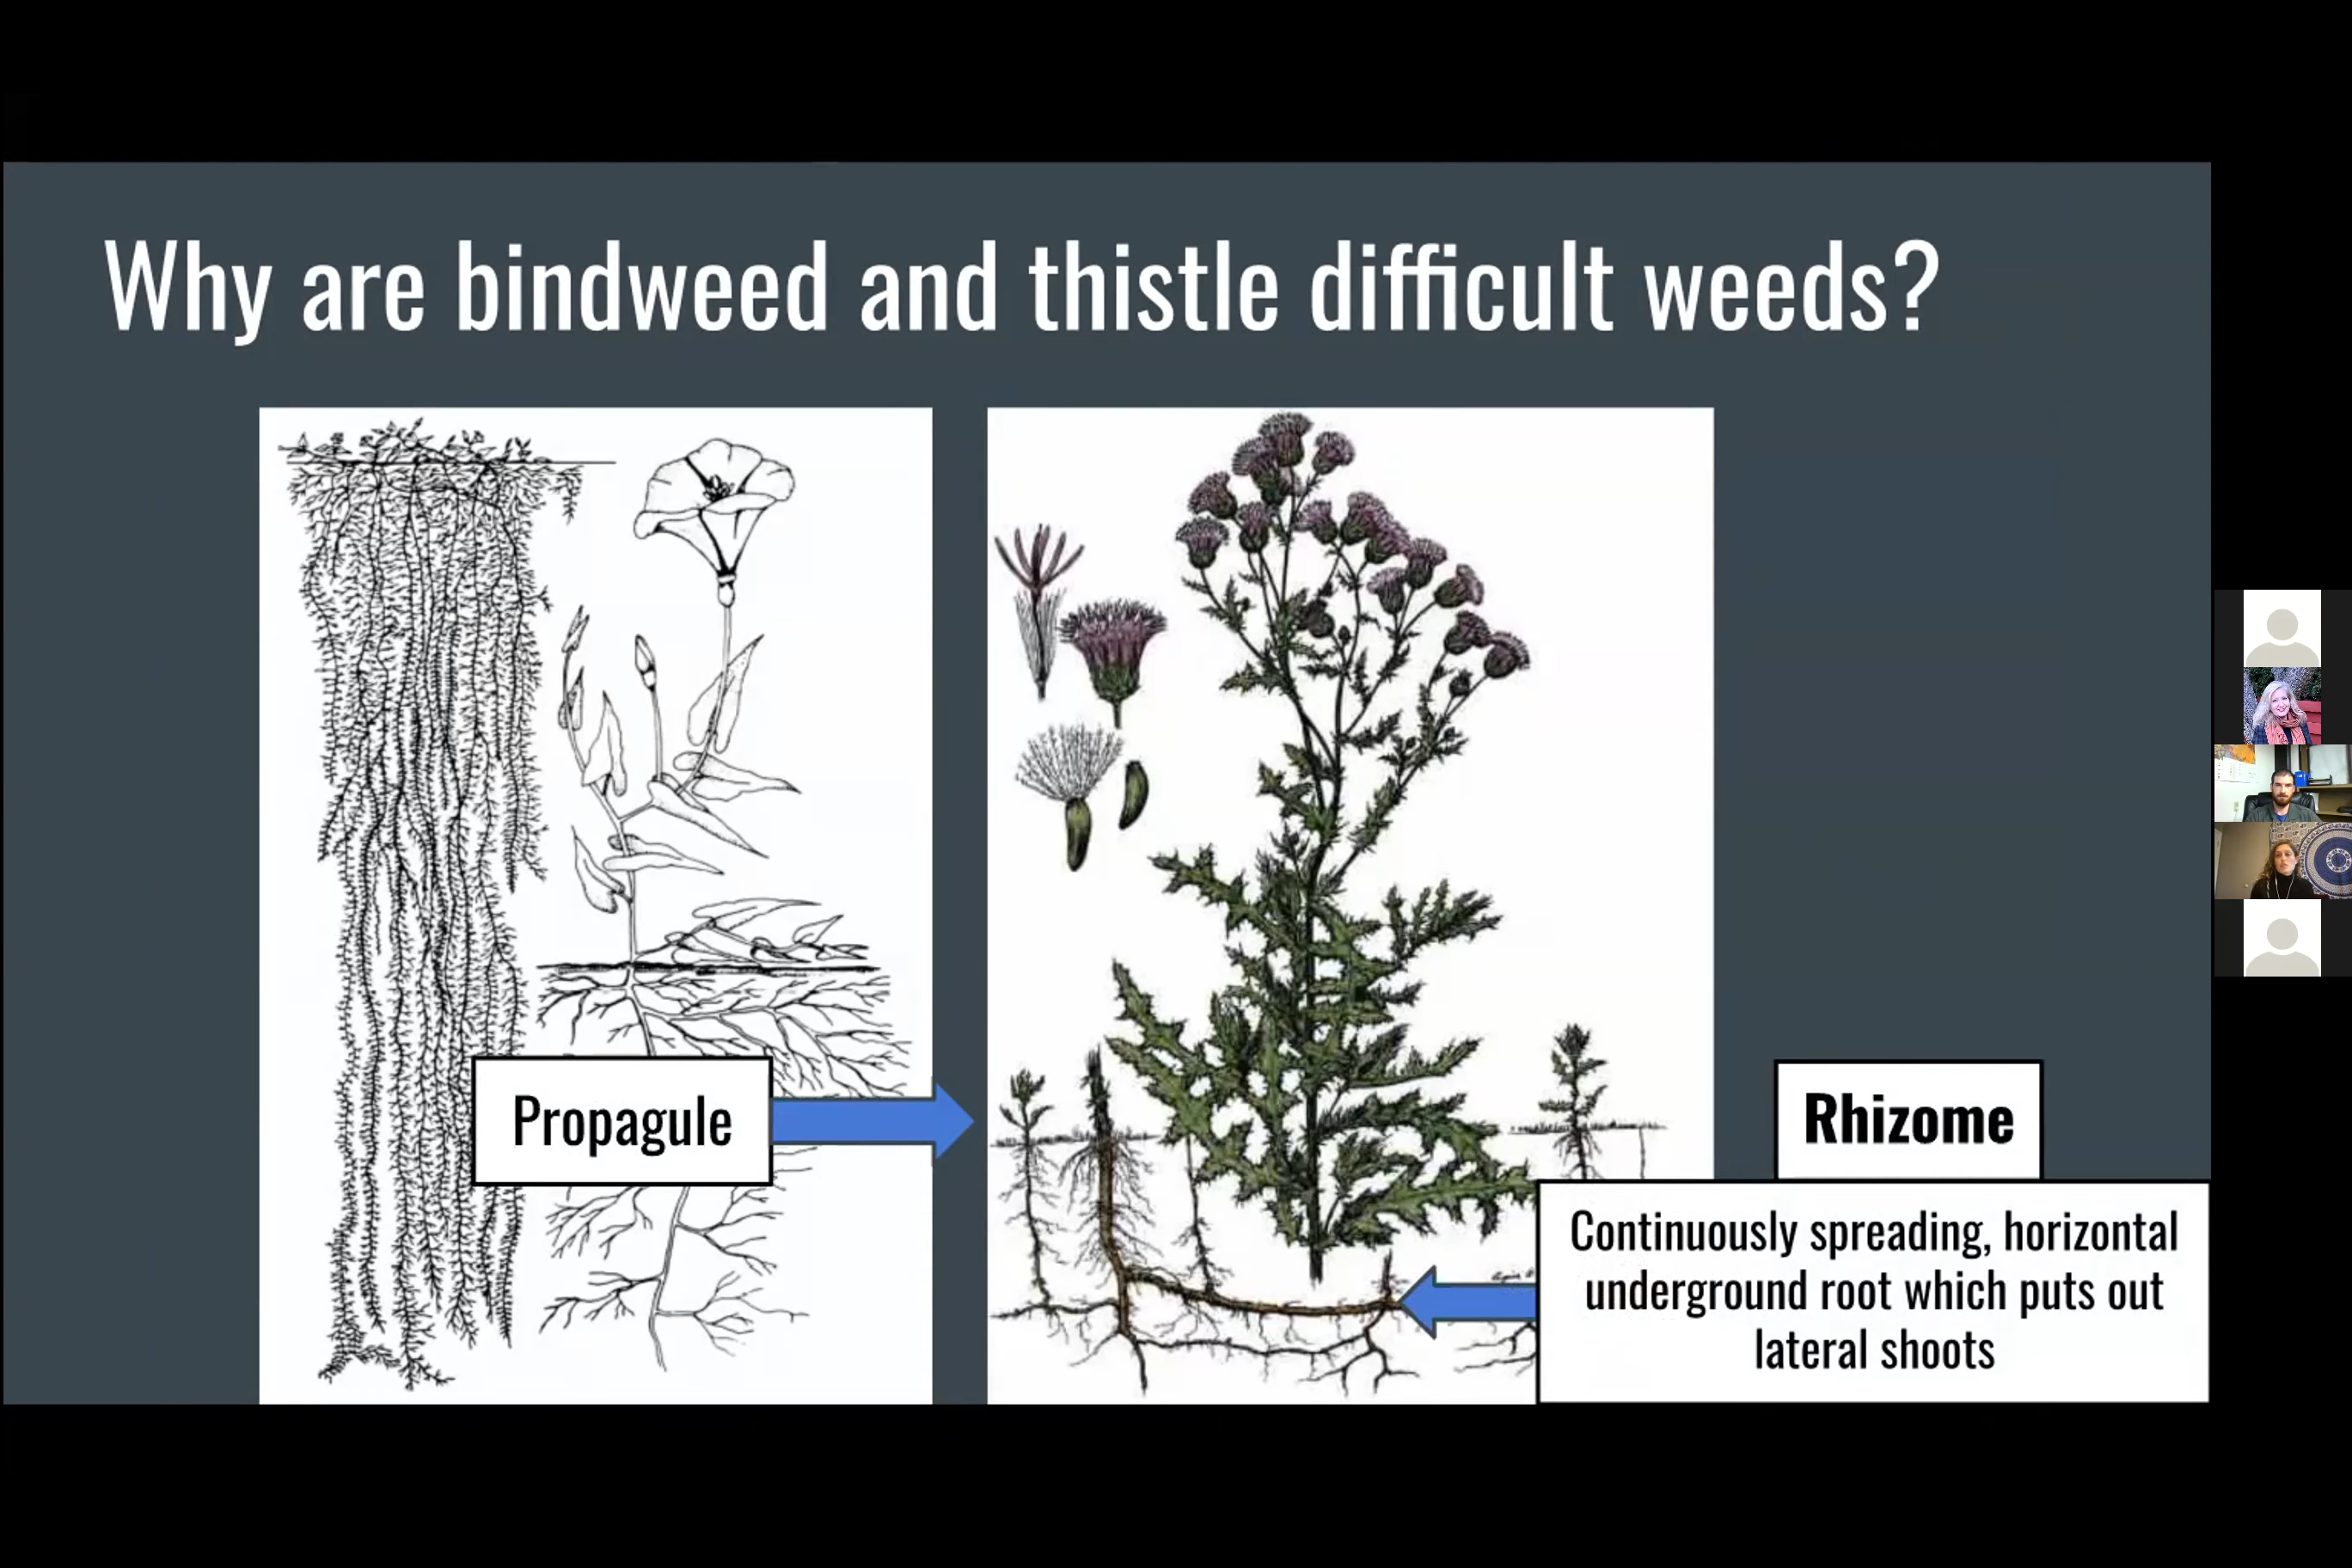 Why are bindweed and thistle difficult weeds?
Propagule
Rhizome
Continuously spreading, horizontal
underground root which puts out
lateral shoots